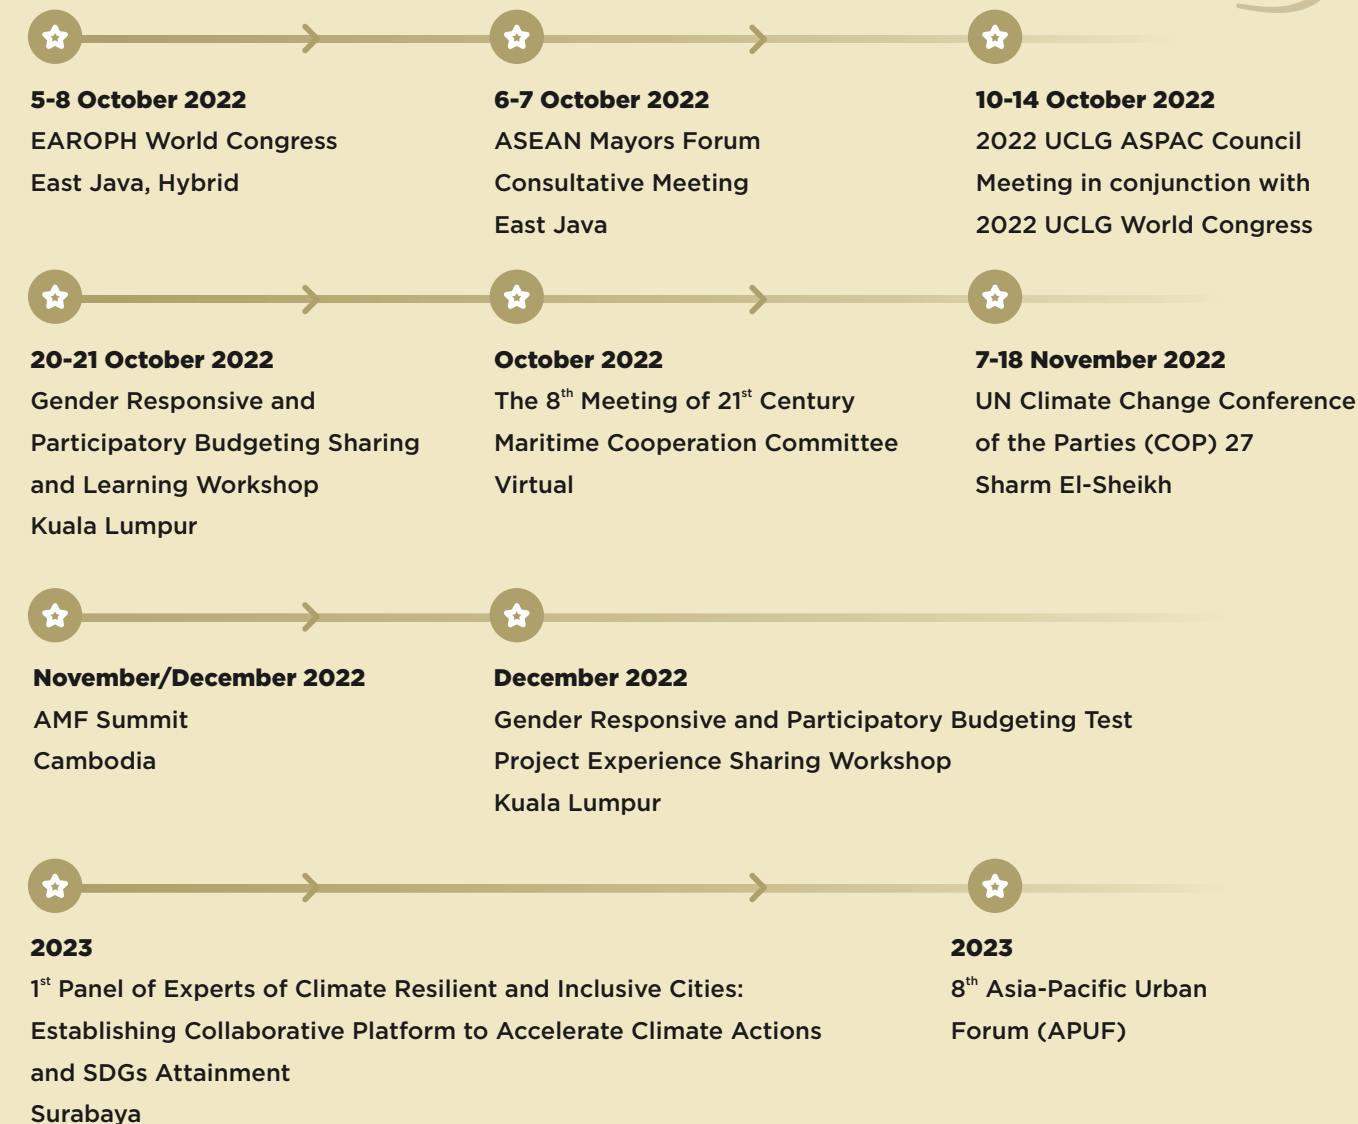 5-8 October 2022
EAROPH World Congress
East Java, Hybrid
6-7 October 2022
ASEAN Mayors Forum
Consultative Meeting
East Java
10-14 October 2022
2022 UCLG ASPAC Council
Meeting in conjunction with
2022 UCLG World Congress
20-21 October 2022
Gender Responsive and
Participatory Budgeting Sharing
and Learning Workshop
Kuala Lumpur
October 2022
The 8th Meeting of 21st Century
Maritime Cooperation Committee
Virtual
7-18 November 2022
UN Climate Change Conference
of the Parties (COP) 27
Sharm El-Sheikh
November/December 2022
AMF Summit
Cambodia
December 2022
Gender Responsive and Participatory Budgeting Test
Project Experience Sharing Workshop
Kuala Lumpur
2023
1st Panel of Experts of Climate Resilient and Inclusive Cities:
Establishing Collaborative Platform to Accelerate Climate Actions
and SDGs Attainment
Surabaya
2023
8th Asia-Pacific Urban
Forum (APUF)